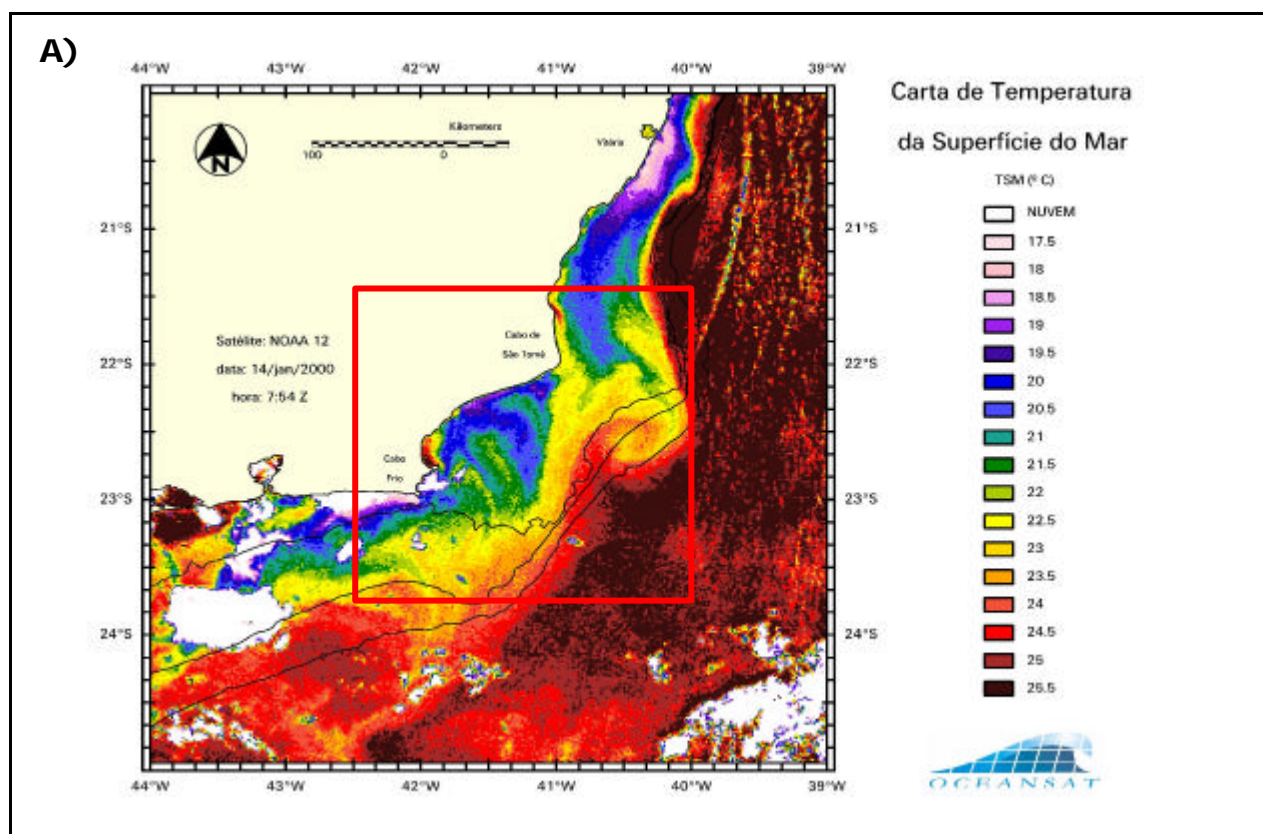 A)
44°W 43°W 42°W 41°W 40°W 39°W
Carta de Temperatura
da Superfície do Mar
TSM (º C)
NUVEM
17.5
18
18.5
19
19.5
20
20.5
21
21.5
22
22.5
23
23.5
24
24.5
25
25.5
Kilometers
100 0
N
Vitória
21°S 21°S
Cabo de
São Tomé
Satélite: NOAA 12
data: 14/jan/2000
hora: 7:54 Z
22°S 22°S
Cabo
Frio
23°S 23°S
24°S 24°S
44°W 43°W 42°W 41°W 40°W 39°W
OCEANSAT